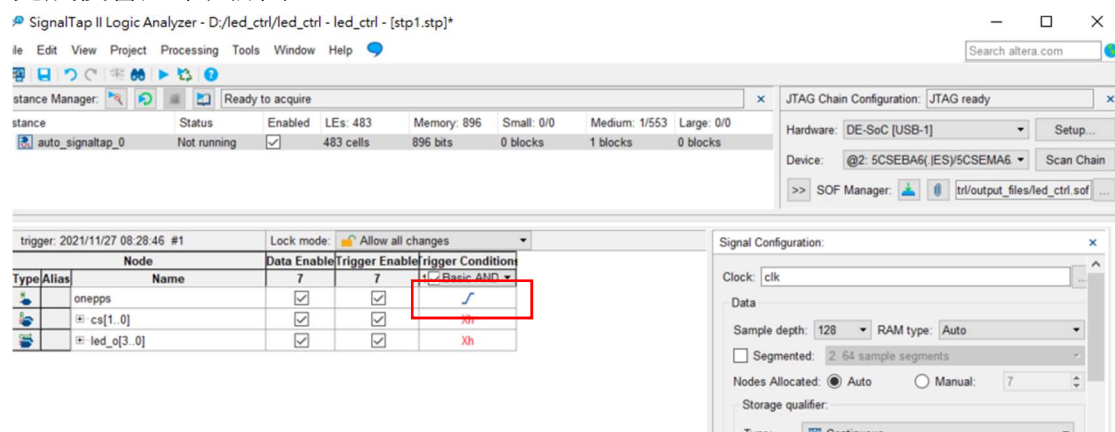 SignalTap II Logic Analyzer - D:/led_ctrl/led_ctrl - led_ctrl - [stp1.stp]*
ile Edit View Project Processing Tools Window Help
Search altera.com
stance Manager: Ready to acquire
JTAG Chain Configuration: JTAG ready
stance Status Enabled LEs: 483 Memory: 896 Small: 0/0 Medium: 1/553 Large: 0/0
auto_signaltap_0 Not running 483 cells 896 bits 0 blocks 1 blocks 0 blocks
Hardware: DE-SoC [USB-1] Setup...
Device: @2: 5CSEBA6(.|ES)/5CSEMA6. Scan Chain
>> SOF Manager: trl/output_files/led_ctrl.sof ...
trigger: 2021/11/27 08:28:46 #1 Lock mode: Allow all changes
Node Data Enable Trigger Enable Trigger Conditions
Type Alias Name 7 7 1 Basic AND
onepps
cs[1..0] Xh
led_o[3..0] Xh
Signal Configuration:
Clock: clk ...
Data
Sample depth: 128 RAM type: Auto
Segmented: 2 64 sample segments
Nodes Allocated: Auto Manual: 7
Storage qualifier:
Type: Continuous